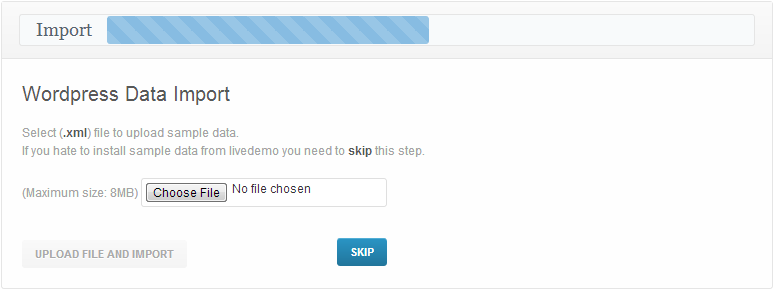 Import
Wordpress Data Import
Select (.xml) file to upload sample data.
If you hate to install sample data from livedemo you need to skip this step.
(Maximum size: 8MB) Choose File No file chosen
UPLOAD FILE AND IMPORT SKIP